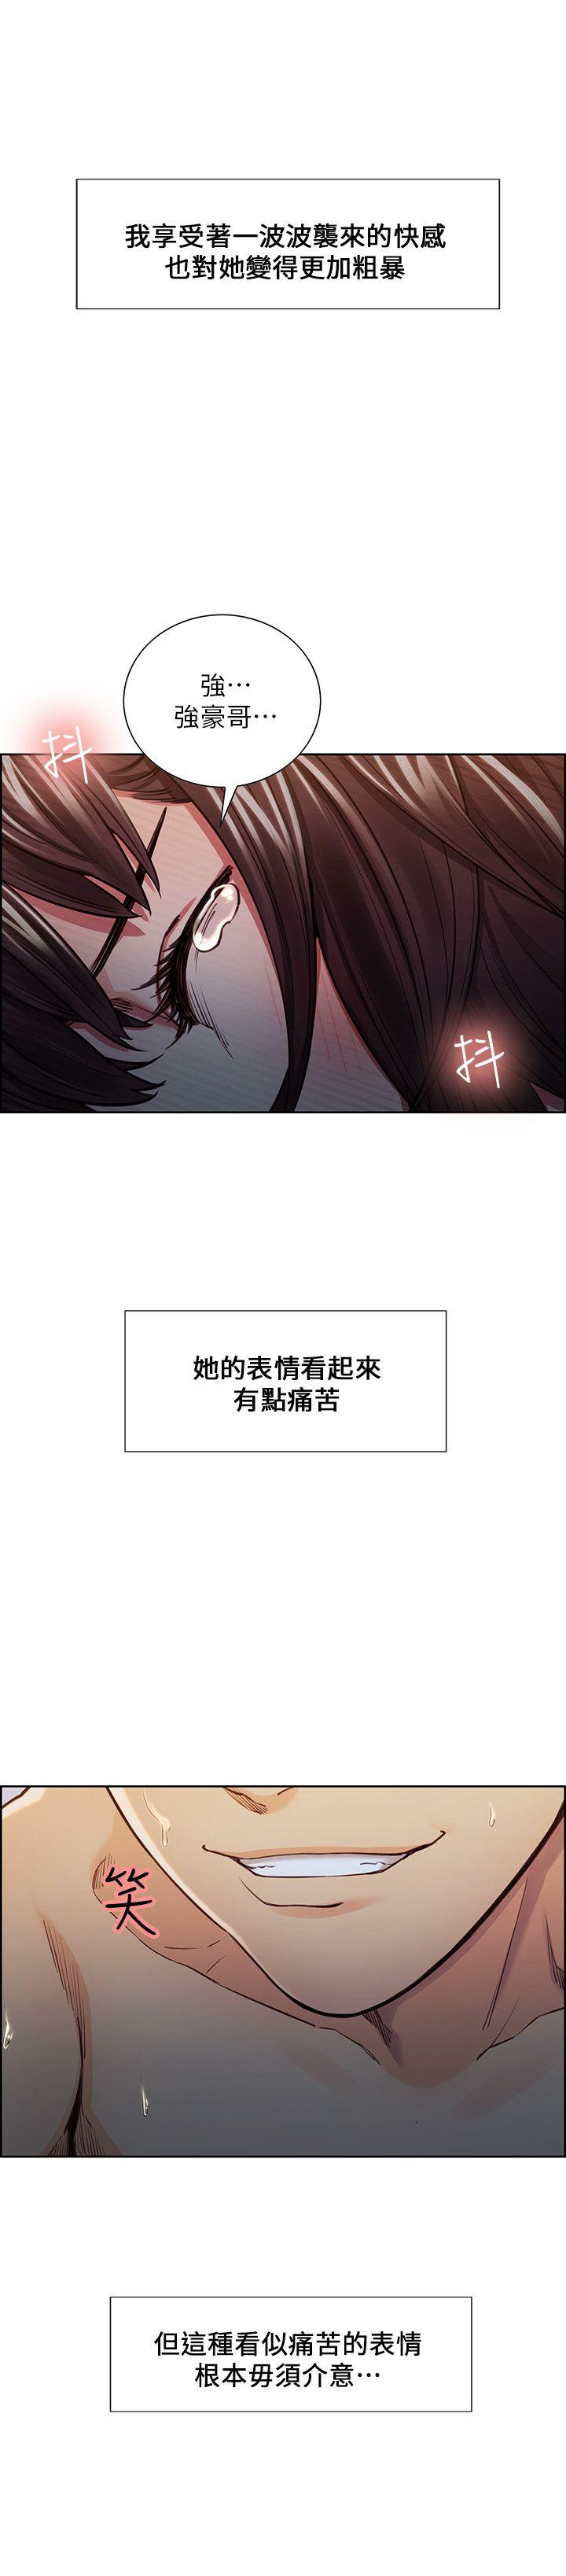 我享受著一波波襲來的快感
也對她變得更加粗暴
強…
強豪哥…
抖
抖
她的表情看起來
有點痛苦
笑
但這種看似痛苦的表情
根本毋須介意…